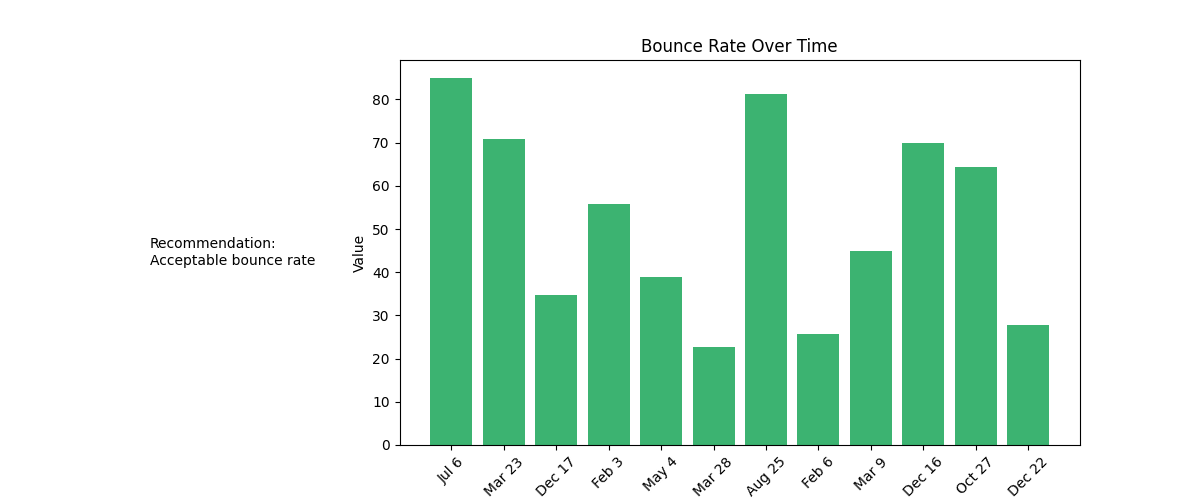 Bounce Rate Over Time
Recommendation:
Acceptable bounce rate
Value
80
70
60
50
40
30
20
10
0
Jul 6
Mar 23
Dec 17
Feb 3
May 4
Mar 28
Aug 25
Feb 6
Mar 9
Dec 16
Oct 27
Dec 22